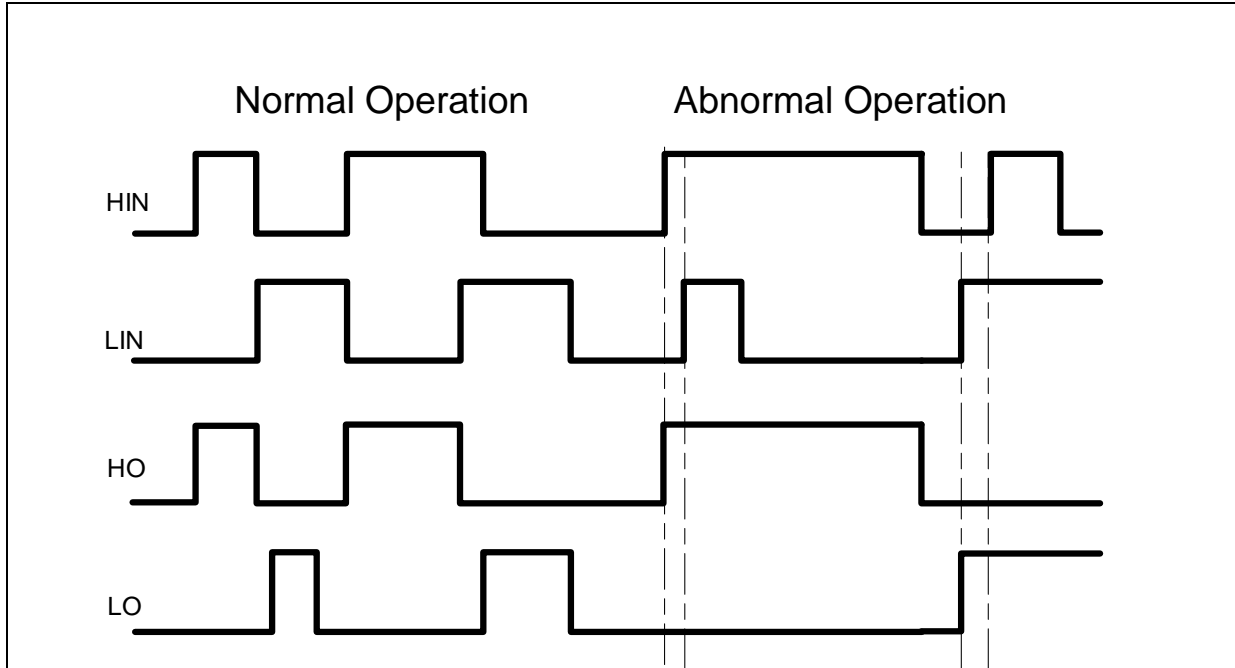 Normal Operation
Abnormal Operation
HIN
LIN
HO
LO